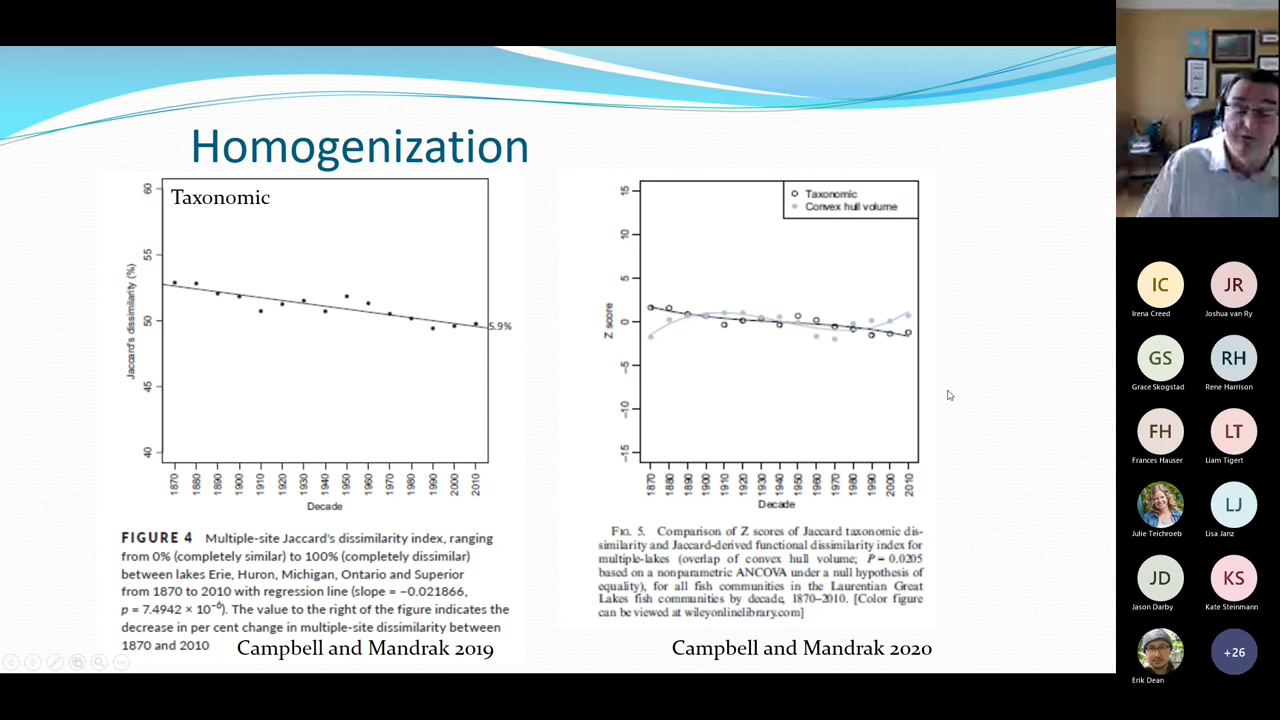 Homogenization
Taxonomic
60
55
50
45
40
Jaccard's dissimilarity (%)
5.9%
1870
1880
1890
1900
1910
1920
1930
1940
1950
1960
1970
1980
1990
2000
2010
Decade
FIGURE 4 Multiple-site Jaccard's dissimilarity index, ranging
from 0% (completely similar) to 100% (completely dissimilar)
between lakes Erie, Huron, Michigan, Ontario and Superior
from 1870 to 2010 with regression line (slope = −0.021866,
p = 7.4942 × 10⁻⁶). The value to the right of the figure indicates the
decrease in per cent change in multiple-site dissimilarity between
1870 and 2010
Campbell and Mandrak 2019
Taxonomic
Convex hull volume
15
10
5
0
−5
−10
−15
Z score
1870
1880
1890
1900
1910
1920
1930
1940
1950
1960
1970
1980
1990
2000
2010
Decade
FIG. 5. Comparison of Z scores of Jaccard taxonomic dis-
similarity and Jaccard-derived functional dissimilarity index for
multiple-lakes (overlap of convex hull volume; P = 0.0205
based on a nonparametric ANCOVA under a null hypothesis of
equality), for all fish communities in the Laurentian Great
Lakes fish communities by decade, 1870–2010. [Color figure
can be viewed at wileyonlinelibrary.com]
Campbell and Mandrak 2020
IC
Irena Creed
JR
Joshua van Ry
GS
Grace Skogstad
RH
Rene Harrison
FH
Frances Hauser
LT
Liam Tigert
Julie Teichroeb
LJ
Lisa Janz
JD
Jason Darby
KS
Kate Steinmann
Erik Dean
+26